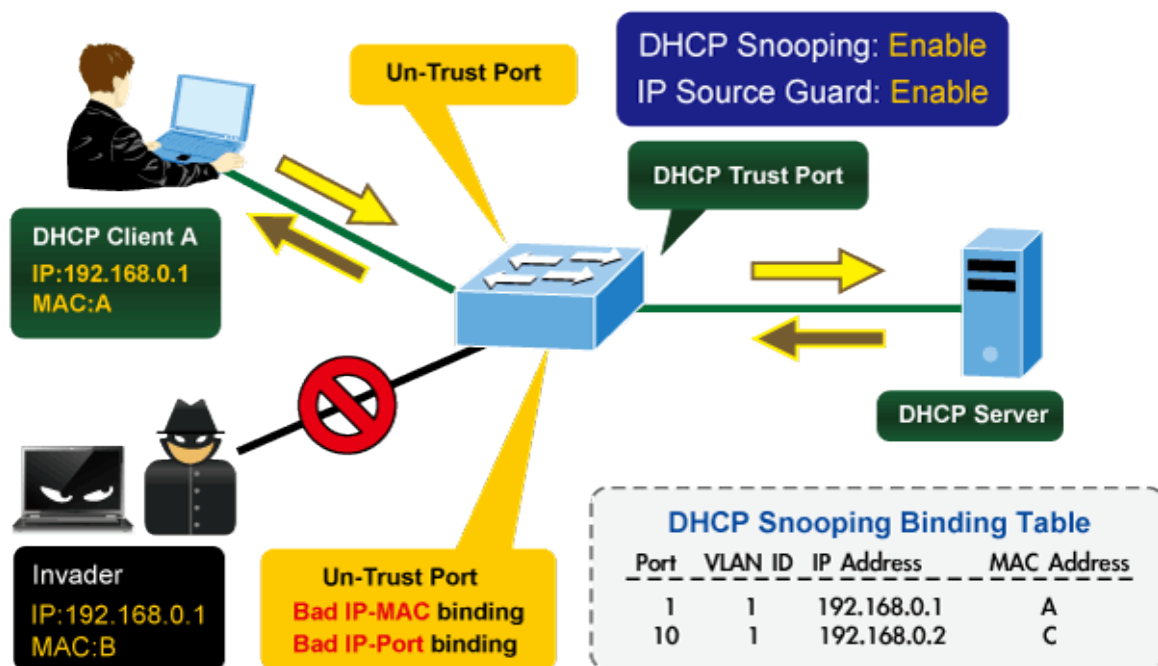 Un-Trust Port
DHCP Snooping: Enable
IP Source Guard: Enable
DHCP Trust Port
DHCP Client A
IP:192.168.0.1
MAC:A
DHCP Server
Invader
IP:192.168.0.1
MAC:B
Un-Trust Port
Bad IP-MAC binding
Bad IP-Port binding
DHCP Snooping Binding Table
Port VLAN ID IP Address MAC Address
1 1 192.168.0.1 A
10 1 192.168.0.2 C